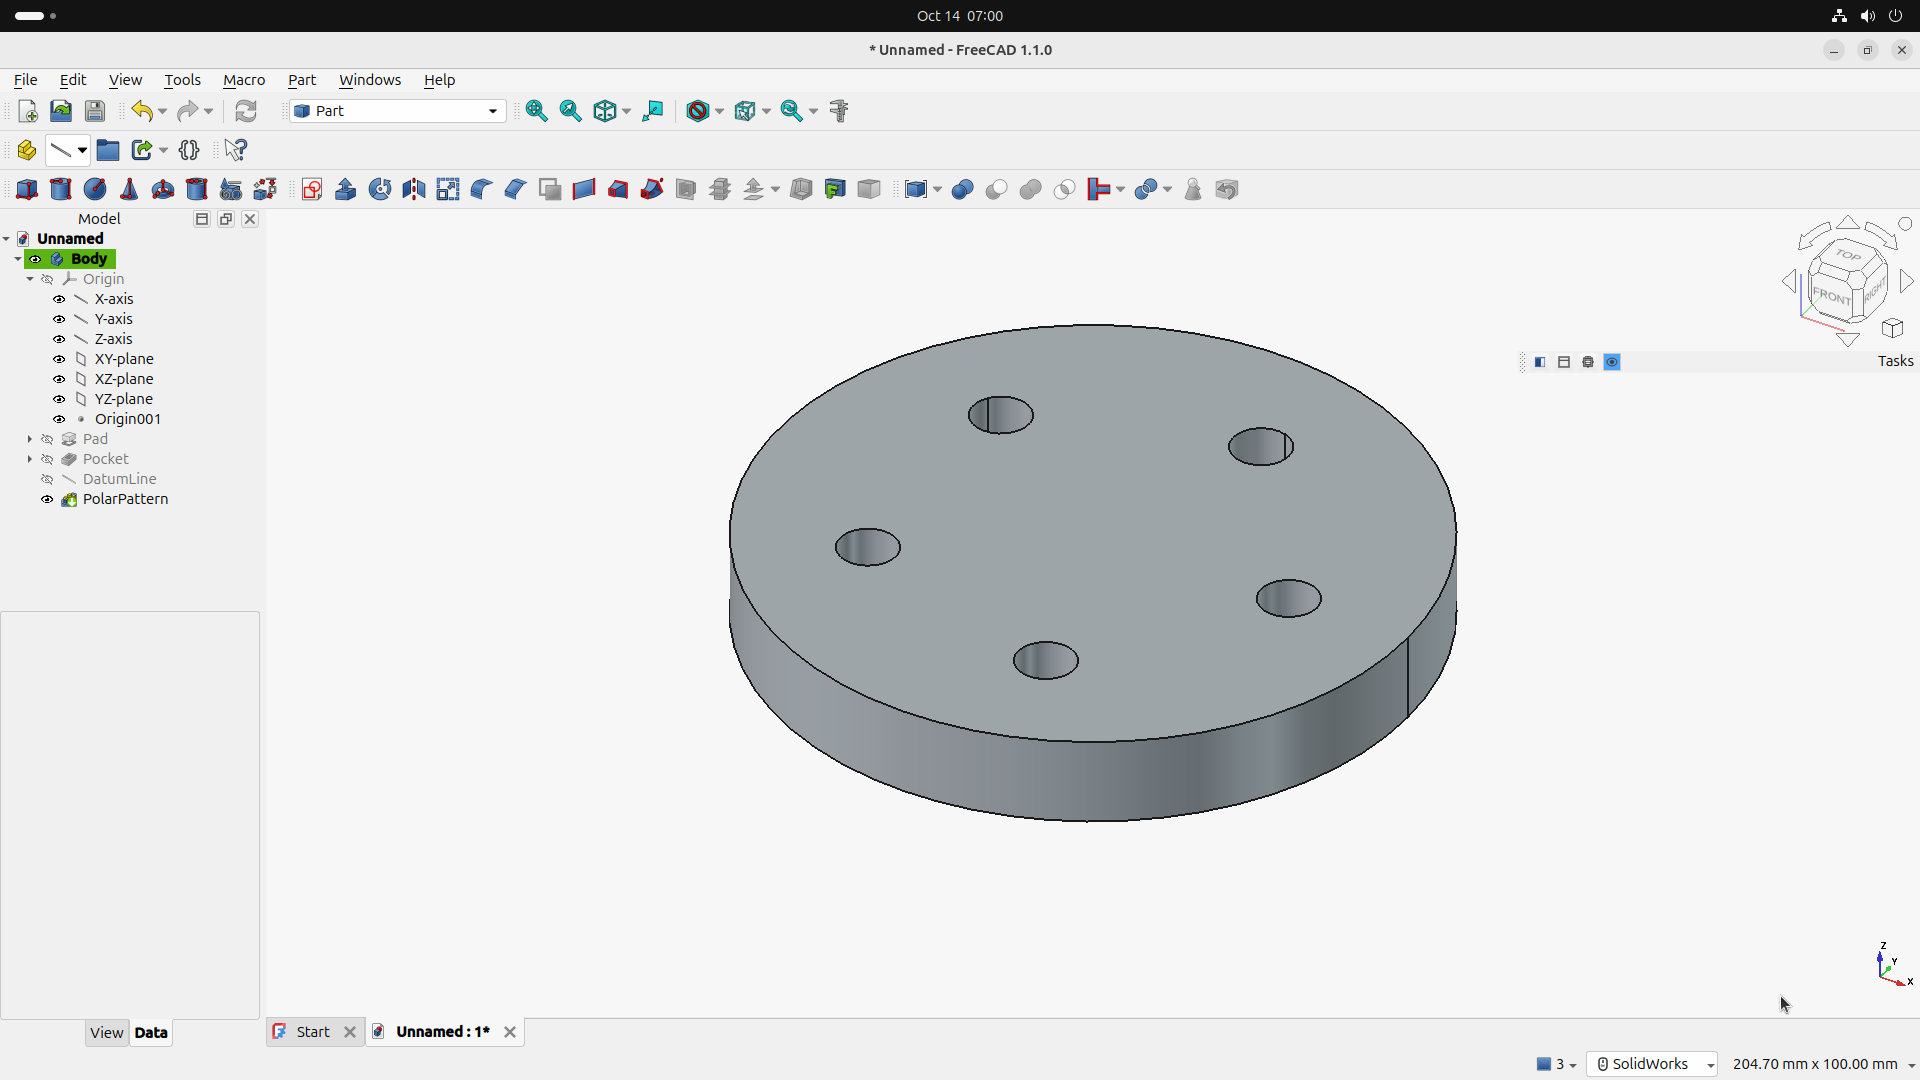 Oct 14 07:00
* Unnamed - FreeCAD 1.1.0
File Edit View Tools Macro Part Windows Help
Part
Model
Unnamed
Body
Origin
X-axis
Y-axis
Z-axis
XY-plane
XZ-plane
YZ-plane
Origin001
Pad
Pocket
DatumLine
PolarPattern
TOP
FRONT
RIGHT
Tasks
Z
Y
X
View Data
Start
Unnamed : 1*
3
SolidWorks
204.70 mm x 100.00 mm